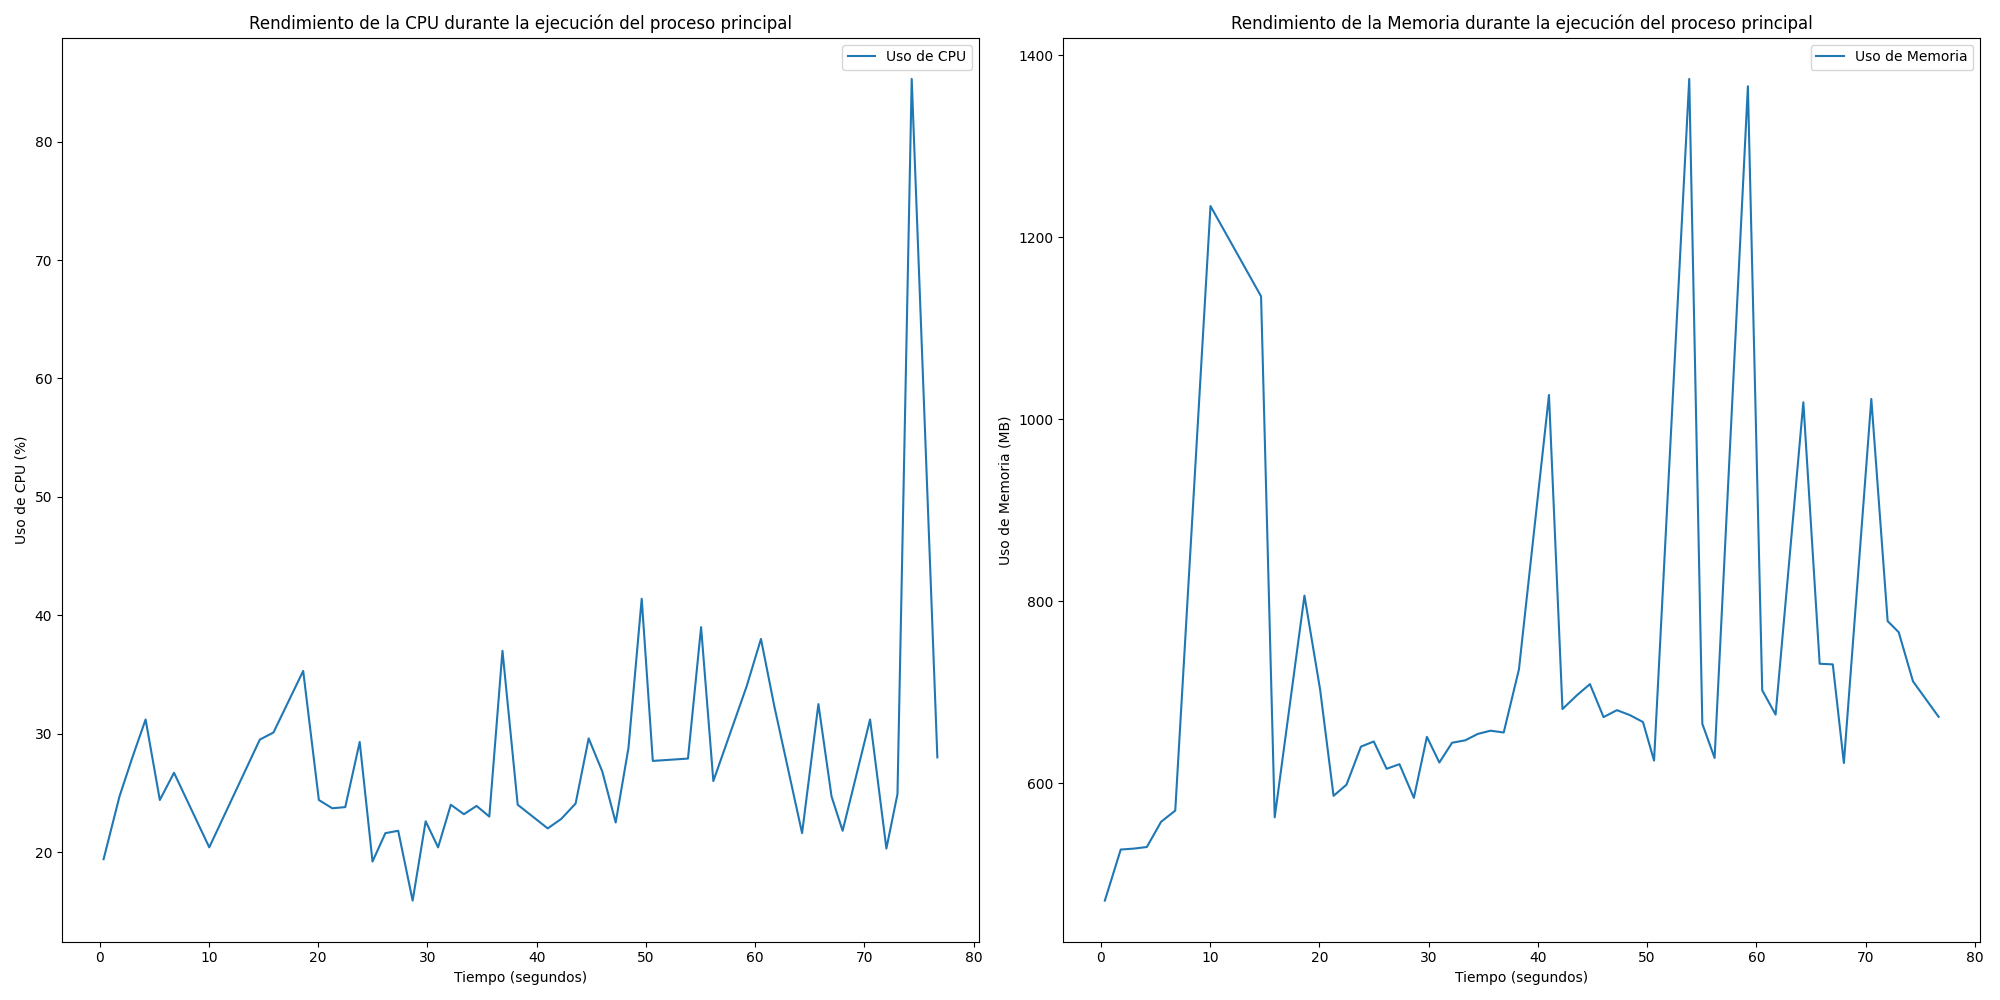 Rendimiento de la CPU durante la ejecución del proceso principal
Uso de CPU
80
70
60
50
40
30
20
Uso de CPU (%)
0 10 20 30 40 50 60 70 80
Tiempo (segundos)
Rendimiento de la Memoria durante la ejecución del proceso principal
Uso de Memoria
1400
1200
1000
800
600
Uso de Memoria (MB)
0 10 20 30 40 50 60 70 80
Tiempo (segundos)